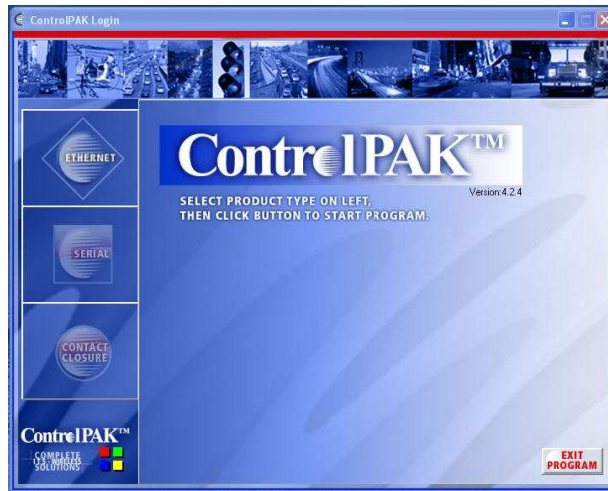 ControlPAK Login
ETHERNET
ControlPAK™
Version:4.2.4
SELECT PRODUCT TYPE ON LEFT,
THEN CLICK BUTTON TO START PROGRAM.
SERIAL
CONTACT
CLOSURE
ControlPAK™
COMPLETE
I.T.S - WIRELESS
SOLUTIONS
EXIT
PROGRAM